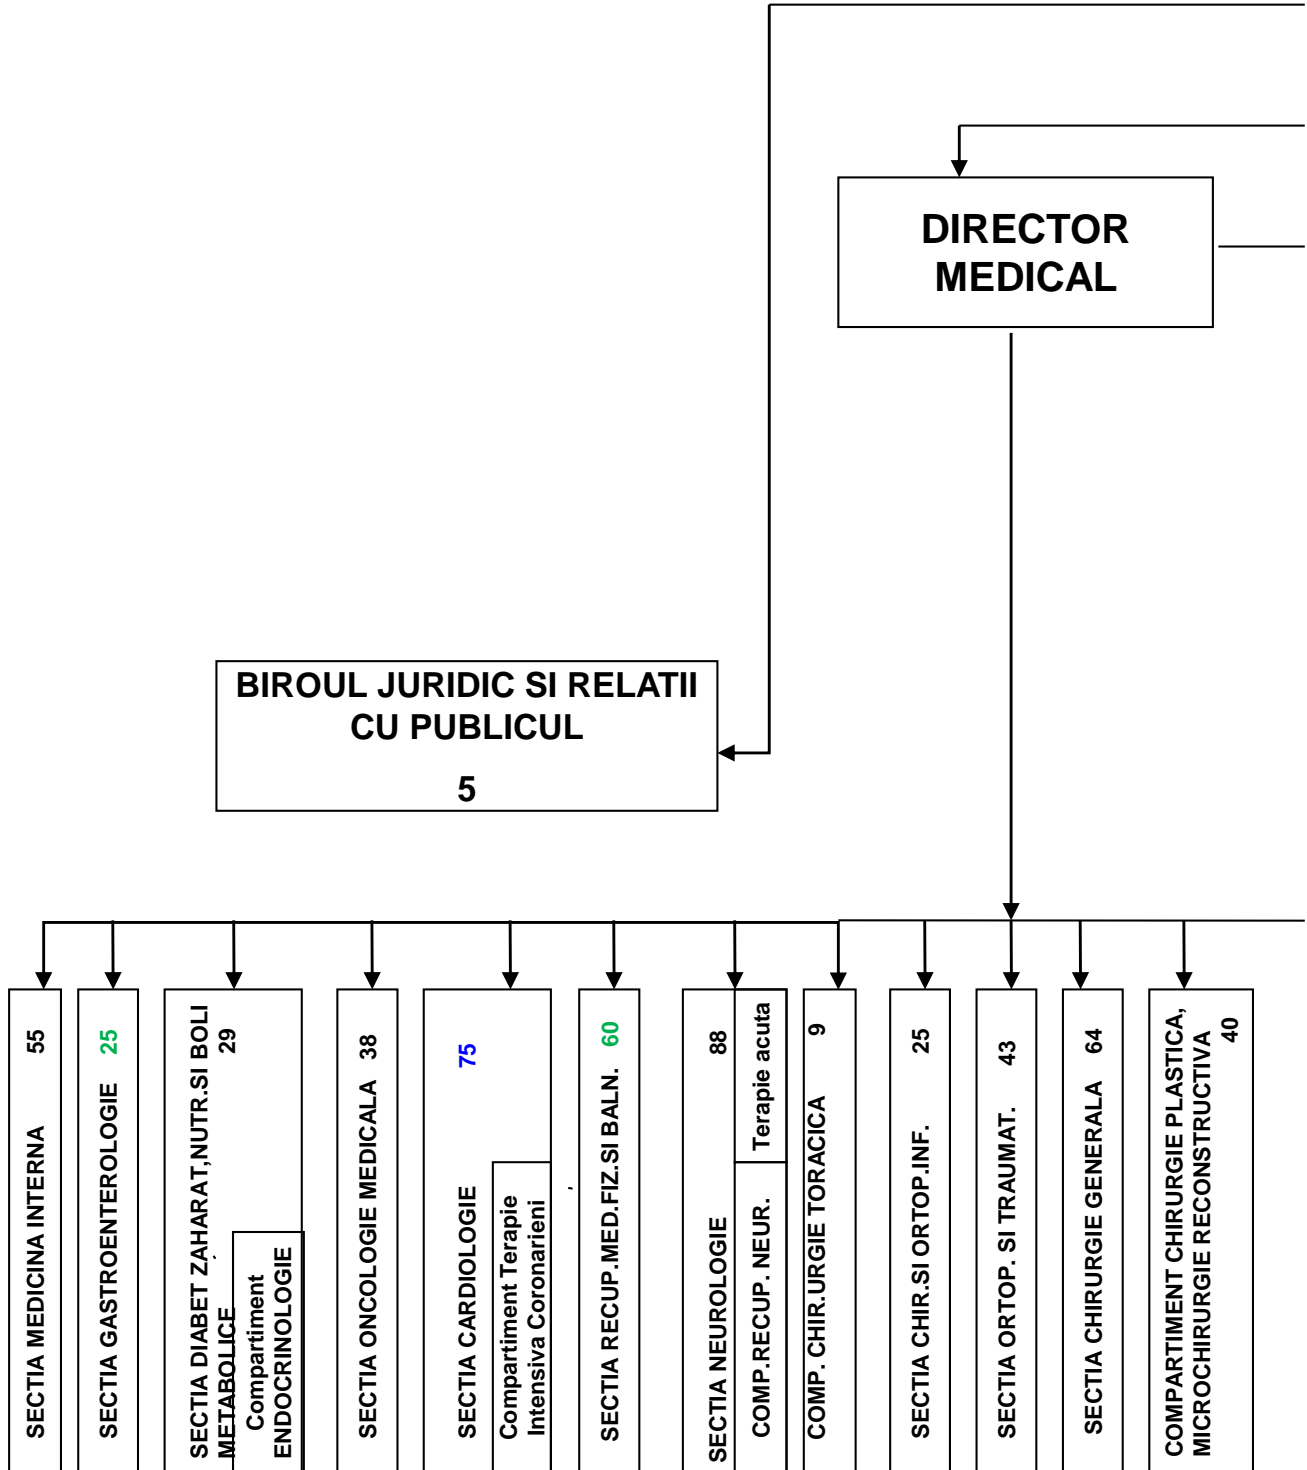 DIRECTOR
MEDICAL
BIROUL JURIDIC SI RELATII
CU PUBLICUL
5
SECTIA MEDICINA INTERNA 55
SECTIA GASTROENTEROLOGIE 25
SECTIA DIABET ZAHARAT,NUTR.SI BOLI
METABOLICE 29
Compartiment
ENDOCRINOLOGIE
SECTIA ONCOLOGIE MEDICALA 38
SECTIA CARDIOLOGIE 75
Compartiment Terapie
Intensiva Coronarieni
SECTIA RECUP.MED.FIZ.SI BALN. 60
SECTIA NEUROLOGIE 88
COMP.RECUP. NEUR.
Terapie acuta
COMP. CHIR.URGIE TORACICA 9
SECTIA CHIR.SI ORTOP.INF. 25
SECTIA ORTOP. SI TRAUMAT. 43
SECTIA CHIRURGIE GENERALA 64
COMPARTIMENT CHIRURGIE PLASTICA,
MICROCHIRURGIE RECONSTRUCTIVA
40